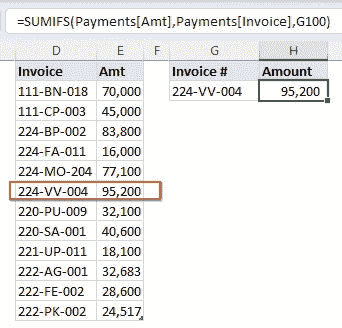 =SUMIFS(Payments[Amt],Payments[Invoice],G100)
D E F G H
Invoice Amt Invoice # Amount
111-BN-018 70,000 224-VV-004 95,200
111-CP-003 45,000
224-BP-002 83,800
224-FA-011 16,000
224-MO-204 77,100
224-VV-004 95,200
220-PU-009 32,100
220-SA-001 40,600
221-UP-011 18,100
222-AG-001 32,683
222-FE-002 28,600
222-PK-002 24,517